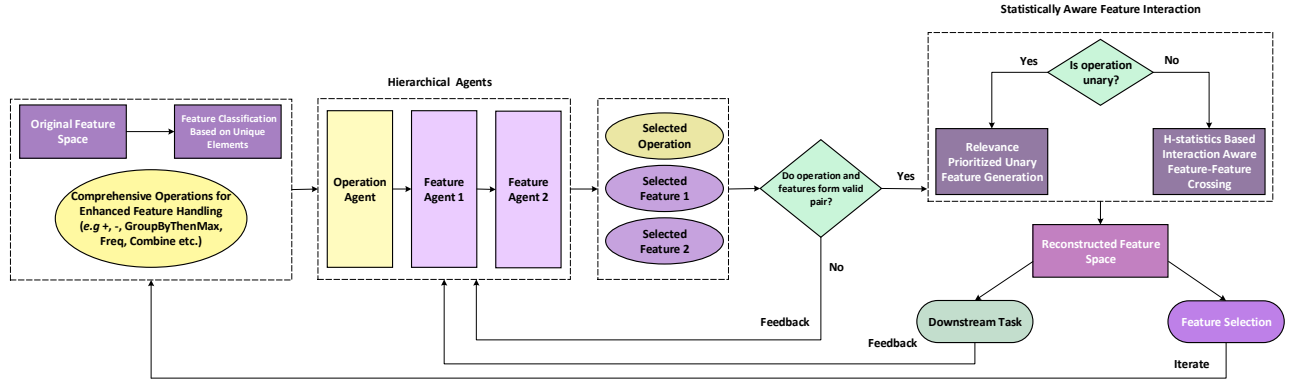 Statistically Aware Feature Interaction
Hierarchical Agents
Original Feature
Space
Feature Classification
Based on Unique
Elements
Comprehensive Operations for
Enhanced Feature Handling
(e.g +, -, GroupByThenMax,
Freq, Combine etc.)
Operation
Agent
Feature
Agent 1
Feature
Agent 2
Selected
Operation
Selected
Feature 1
Selected
Feature 2
Do operation and
features form valid
pair?
Yes
No
Feedback
Is operation
unary?
Yes
No
Relevance
Prioritized Unary
Feature Generation
H-statistics Based
Interaction Aware
Feature-Feature
Crossing
Reconstructed Feature
Space
Downstream Task
Feedback
Feature Selection
Iterate